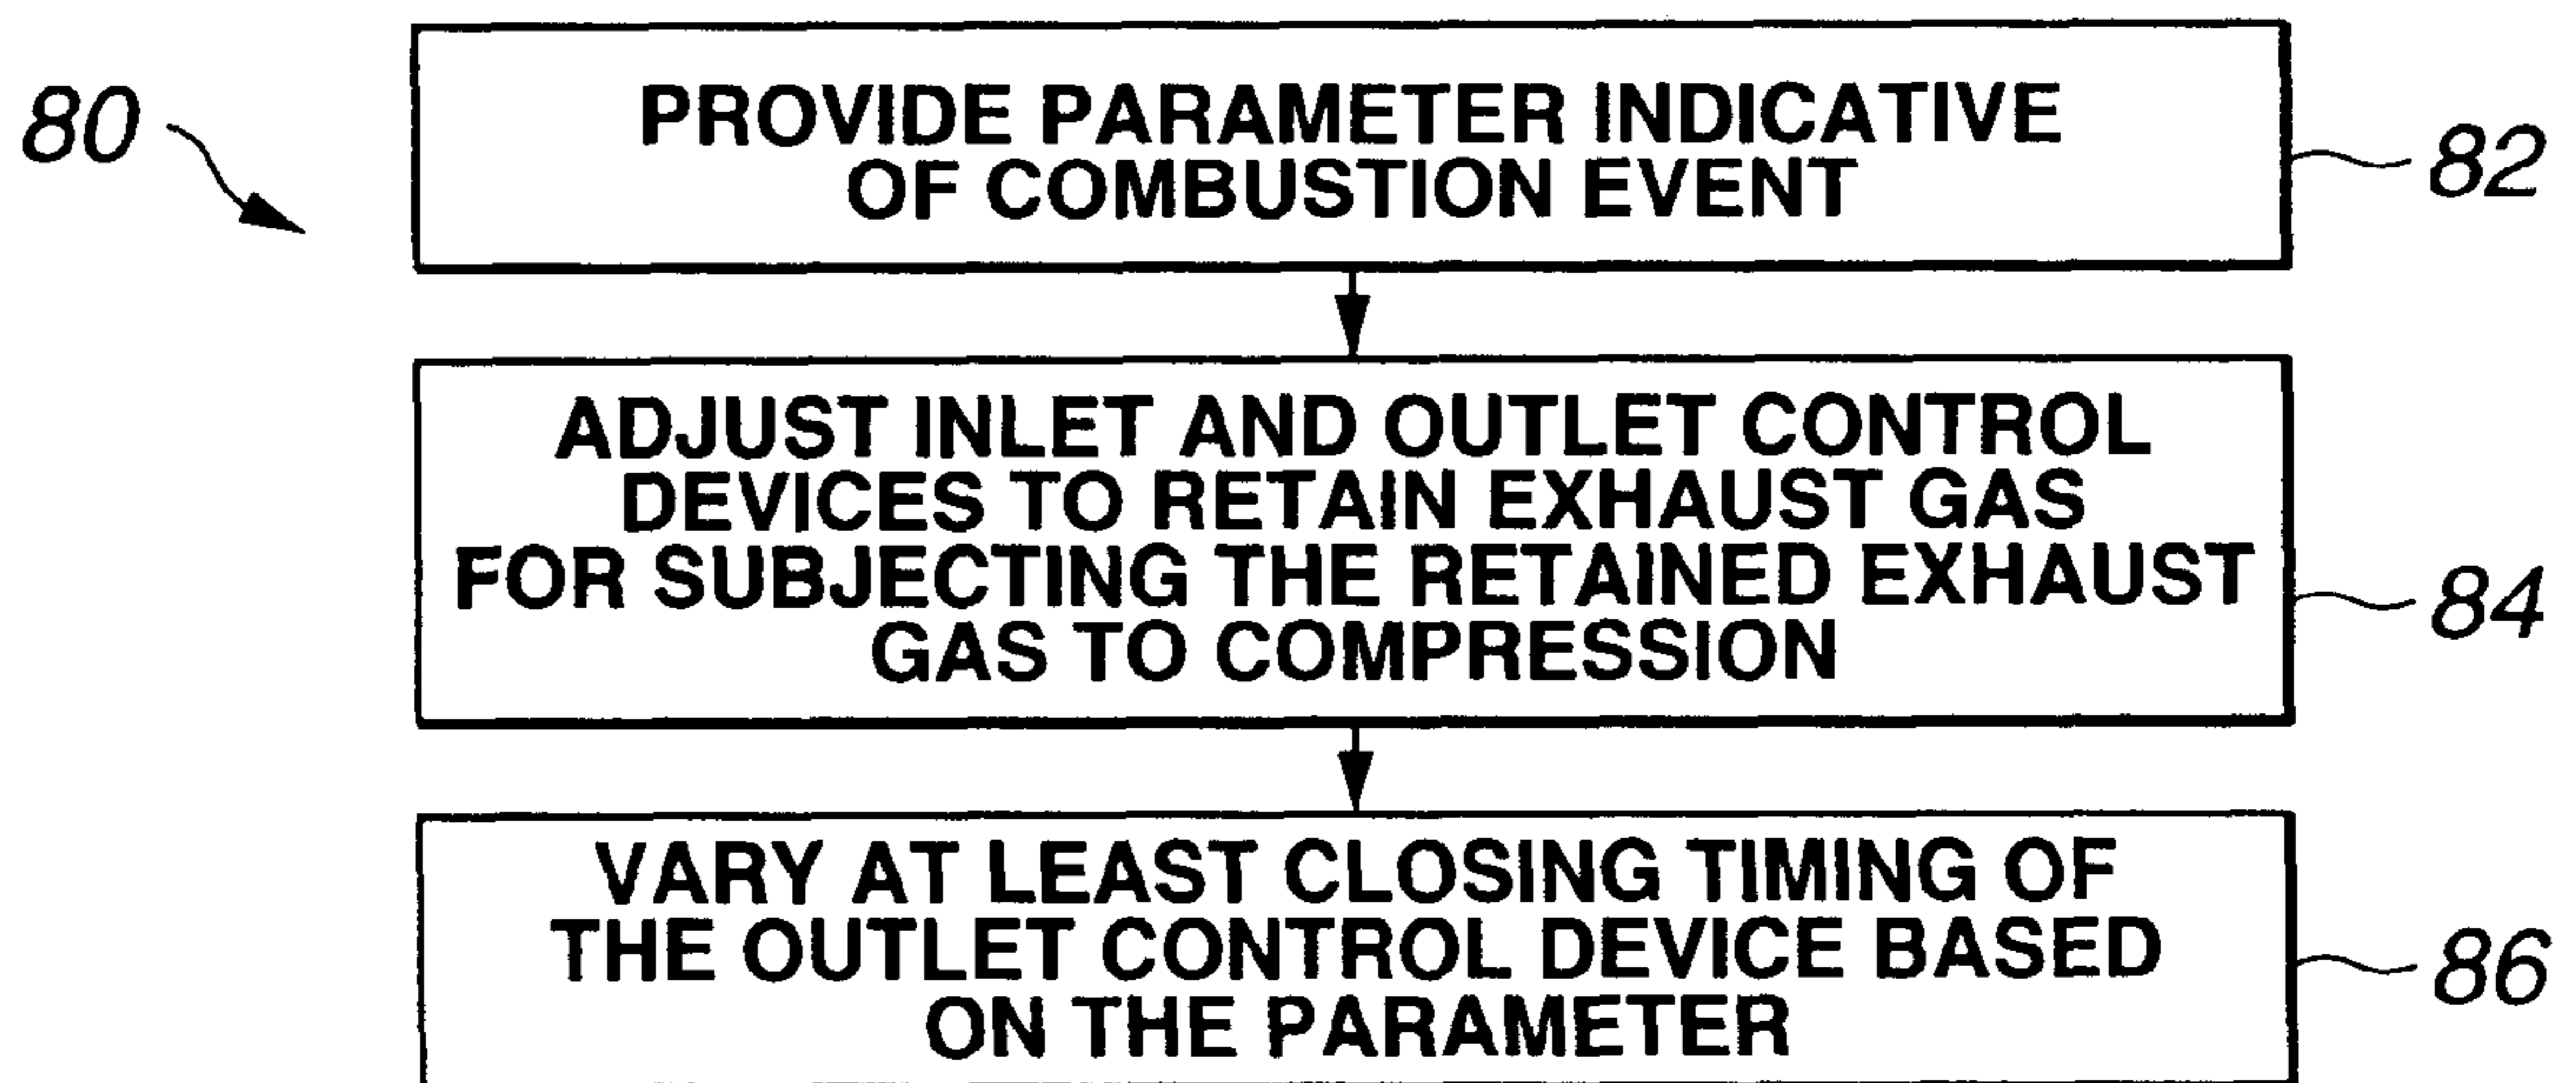 80
PROVIDE PARAMETER INDICATIVE
OF COMBUSTION EVENT
82
ADJUST INLET AND OUTLET CONTROL
DEVICES TO RETAIN EXHAUST GAS
FOR SUBJECTING THE RETAINED EXHAUST
GAS TO COMPRESSION
84
VARY AT LEAST CLOSING TIMING OF
THE OUTLET CONTROL DEVICE BASED
ON THE PARAMETER
86